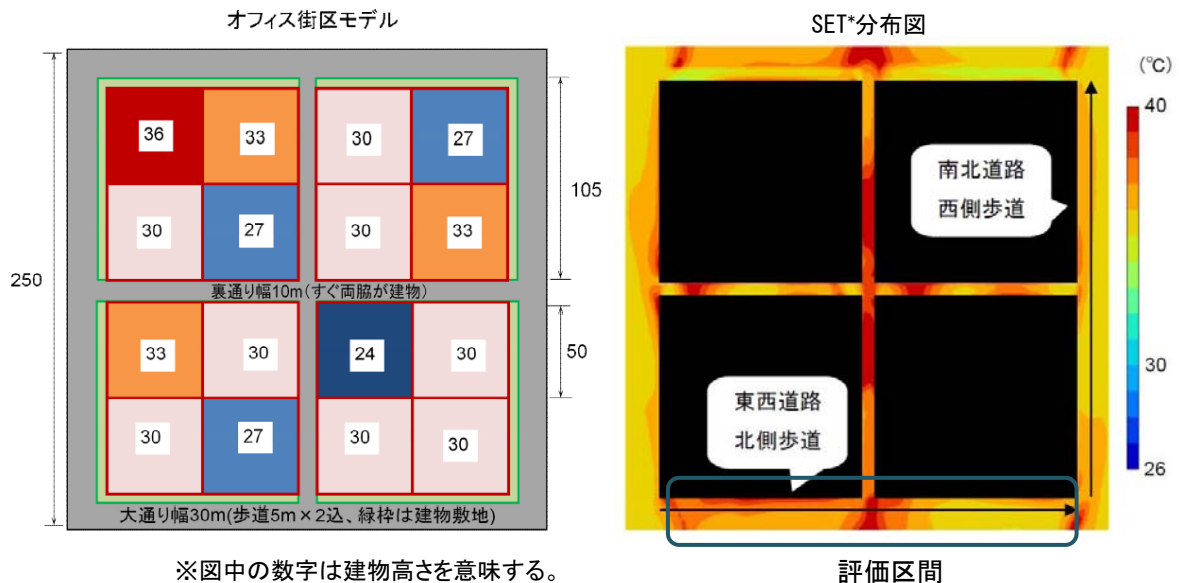 オフィス街区モデル
36
33
30
27
30
27
30
33
105
250
裏通り幅10m(すぐ両脇が建物)
33
30
24
30
50
30
27
30
30
大通り幅30m(歩道5m×2込、緑枠は建物敷地)
※図中の数字は建物高さを意味する。
SET*分布図
(℃)
40
30
26
南北道路
西側歩道
東西道路
北側歩道
評価区間